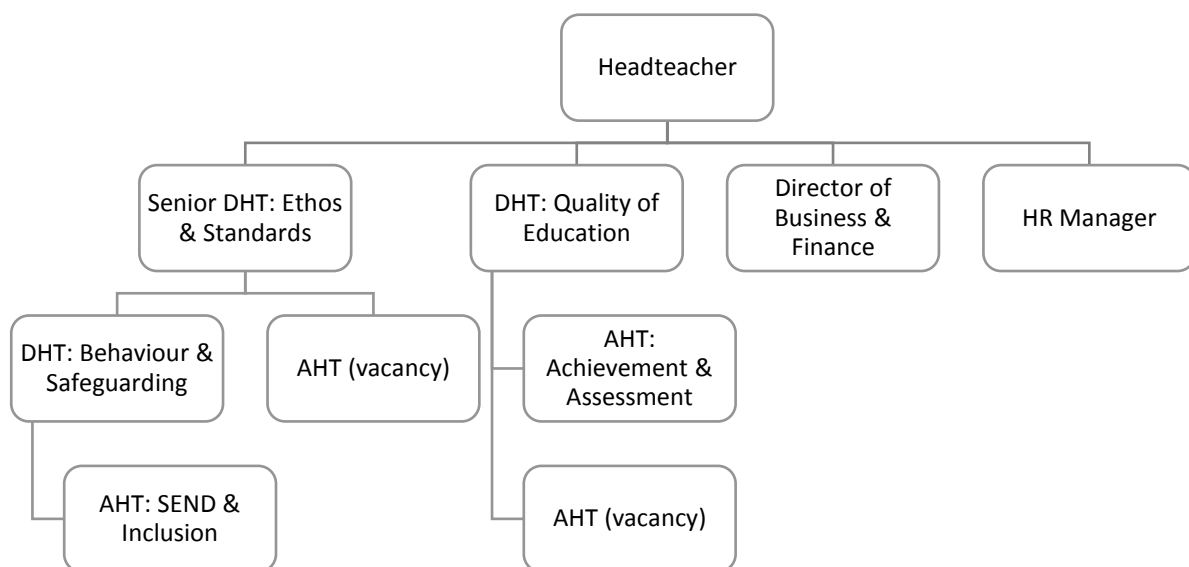 Headteacher
Senior DHT: Ethos
& Standards
DHT: Quality of
Education
Director of
Business &
Finance
HR Manager
DHT: Behaviour &
Safeguarding
AHT (vacancy)
AHT:
Achievement &
Assessment
AHT: SEND &
Inclusion
AHT (vacancy)